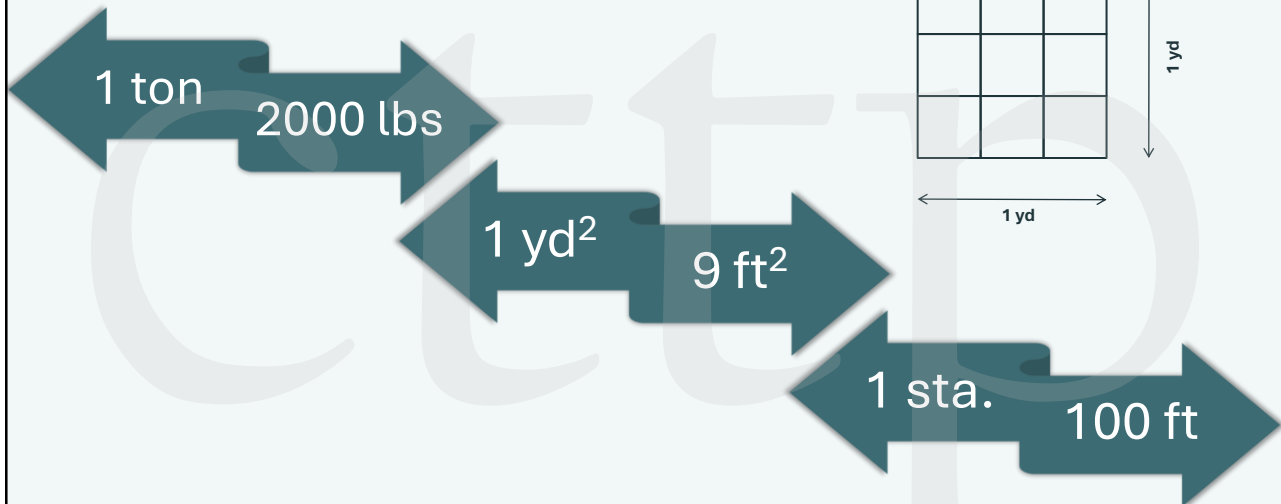 1 ton
2000 lbs
1 yd²
9 ft²
1 sta.
100 ft
1 yd
1 yd
cttp